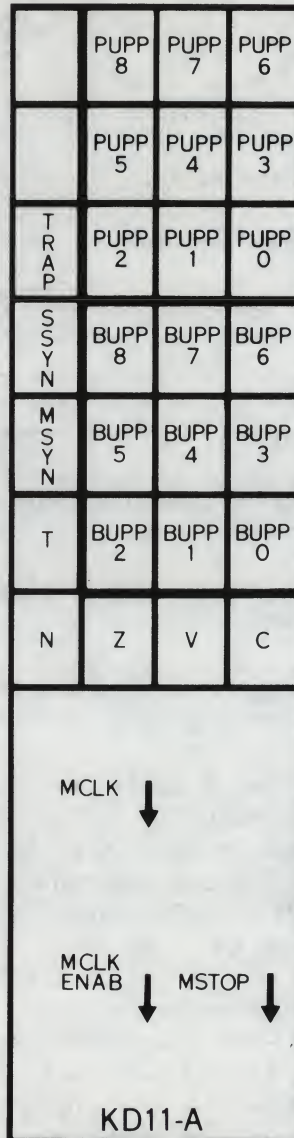 PUPP 8 PUPP 7 PUPP 6
PUPP 5 PUPP 4 PUPP 3
TRAP PUPP 2 PUPP 1 PUPP 0
SSYN BUPP 8 BUPP 7 BUPP 6
MSYN BUPP 5 BUPP 4 BUPP 3
T BUPP 2 BUPP 1 BUPP 0
N Z V C
MCLK
MCLK ENAB MSTOP
KD11-A